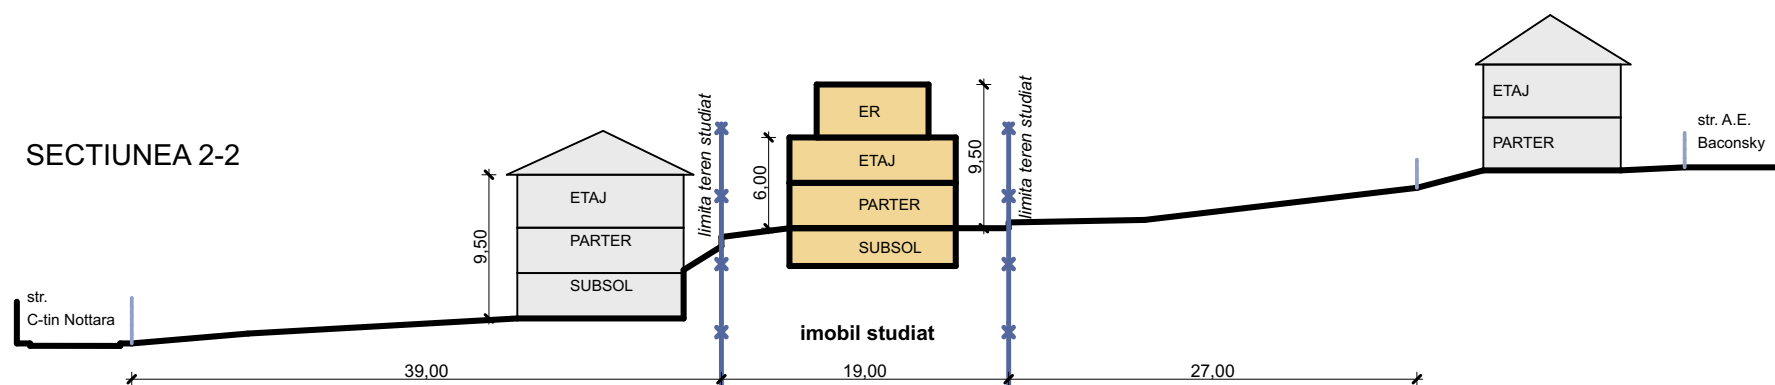 SECTIUNEA 2-2
str.
C-tin Nottara
9,50
ETAJ
PARTER
SUBSOL
limita teren studiat
6,00
ER
ETAJ
PARTER
SUBSOL
9,50
limita teren studiat
imobil studiat
ETAJ
PARTER
str. A.E.
Baconsky
39,00
19,00
27,00